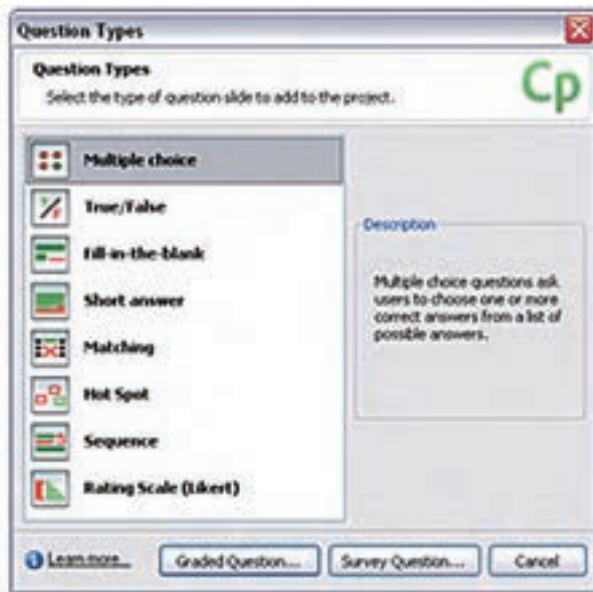 Question Types
Question Types
Select the type of question slide to add to the project.
Cp
Multiple choice
True/False
Fill-in-the-blank
Short answer
Matching
Hot Spot
Sequence
Rating Scale (Likert)
Description
Multiple choice questions ask
users to choose one or more
correct answers from a list of
possible answers.
Learn more...
Graded Question...
Survey Question...
Cancel